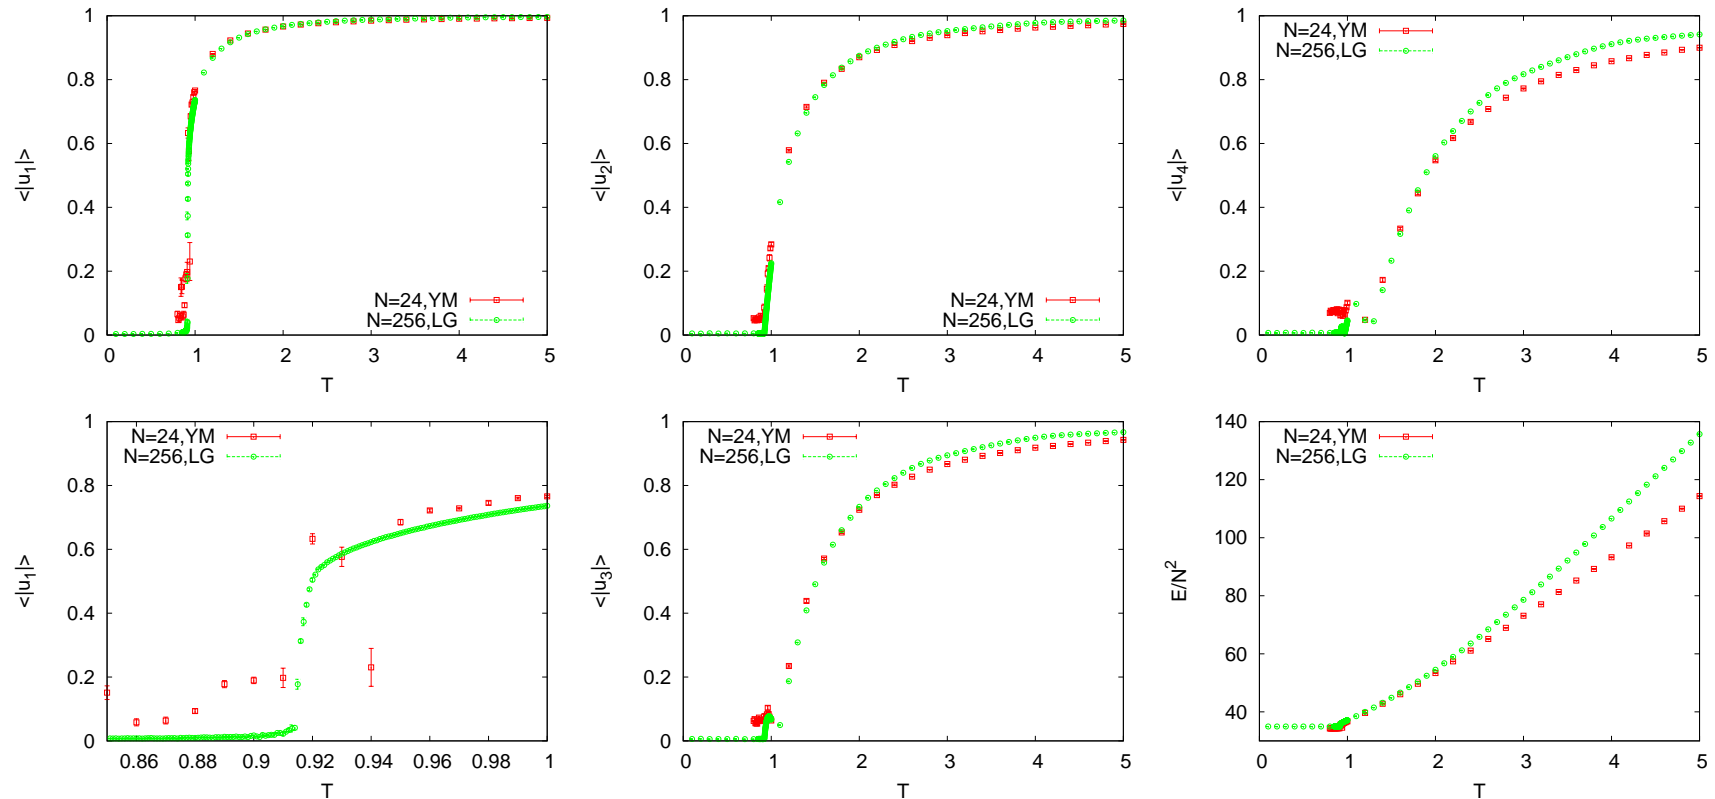 <|u₁|>
1
0.8
0.6
0.4
0.2
0
N=24,YM
N=256,LG
0 1 2 3 4 5
T
<|u₂|>
1
0.8
0.6
0.4
0.2
0
N=24,YM
N=256,LG
0 1 2 3 4 5
T
<|u₄|>
1
0.8
0.6
0.4
0.2
0
N=24,YM
N=256,LG
0 1 2 3 4 5
T
<|u₁|>
1
0.8
0.6
0.4
0.2
0
N=24,YM
N=256,LG
0.86 0.88 0.9 0.92 0.94 0.96 0.98 1
T
<|u₃|>
1
0.8
0.6
0.4
0.2
0
N=24,YM
N=256,LG
0 1 2 3 4 5
T
E/N²
140
120
100
80
60
40
N=24,YM
N=256,LG
0 1 2 3 4 5
T